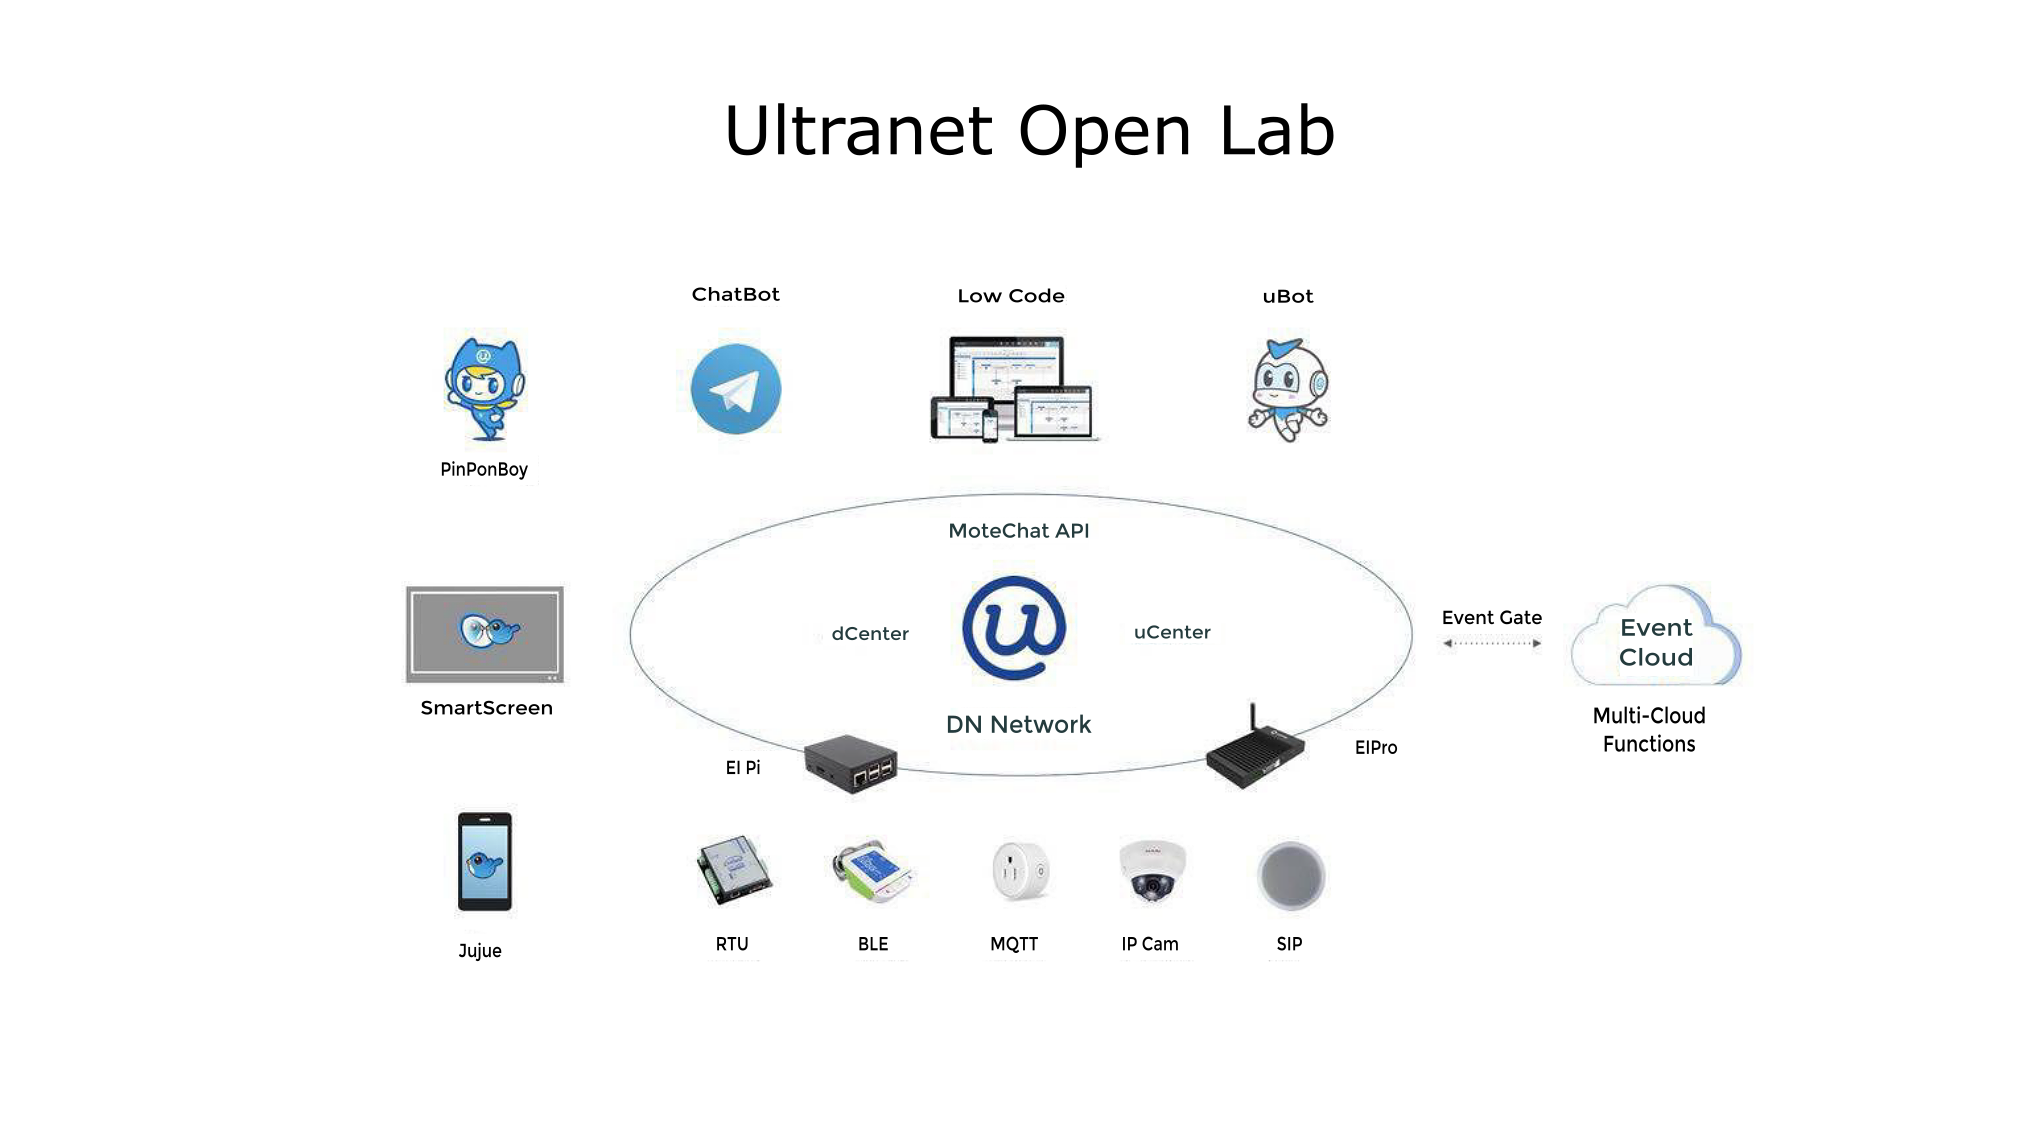 Ultranet Open Lab
ChatBot
Low Code
uBot
PinPonBoy
MoteChat API
dCenter
uCenter
DN Network
SmartScreen
Event Gate
Event
Cloud
Multi-Cloud
Functions
EI Pi
EIPro
Jujue
RTU
BLE
MQTT
IP Cam
SIP